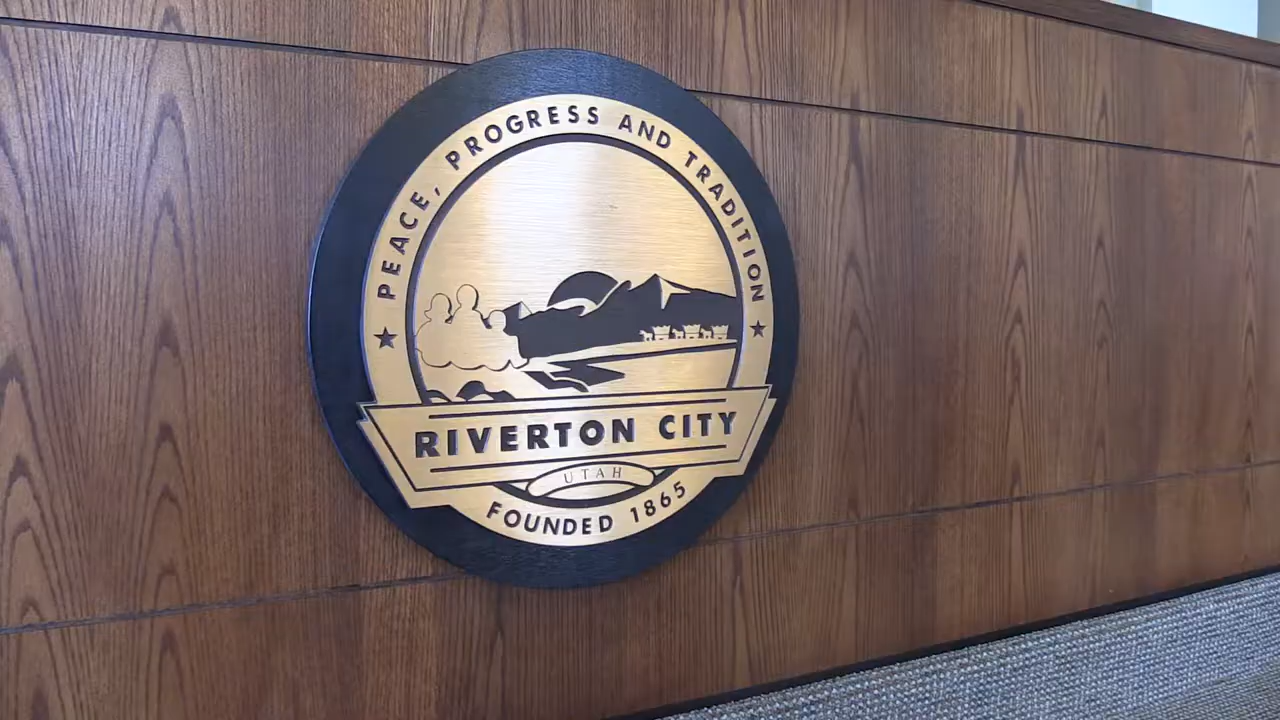 PEACE, PROGRESS AND TRADITION
RIVERTON CITY
UTAH
FOUNDED 1865